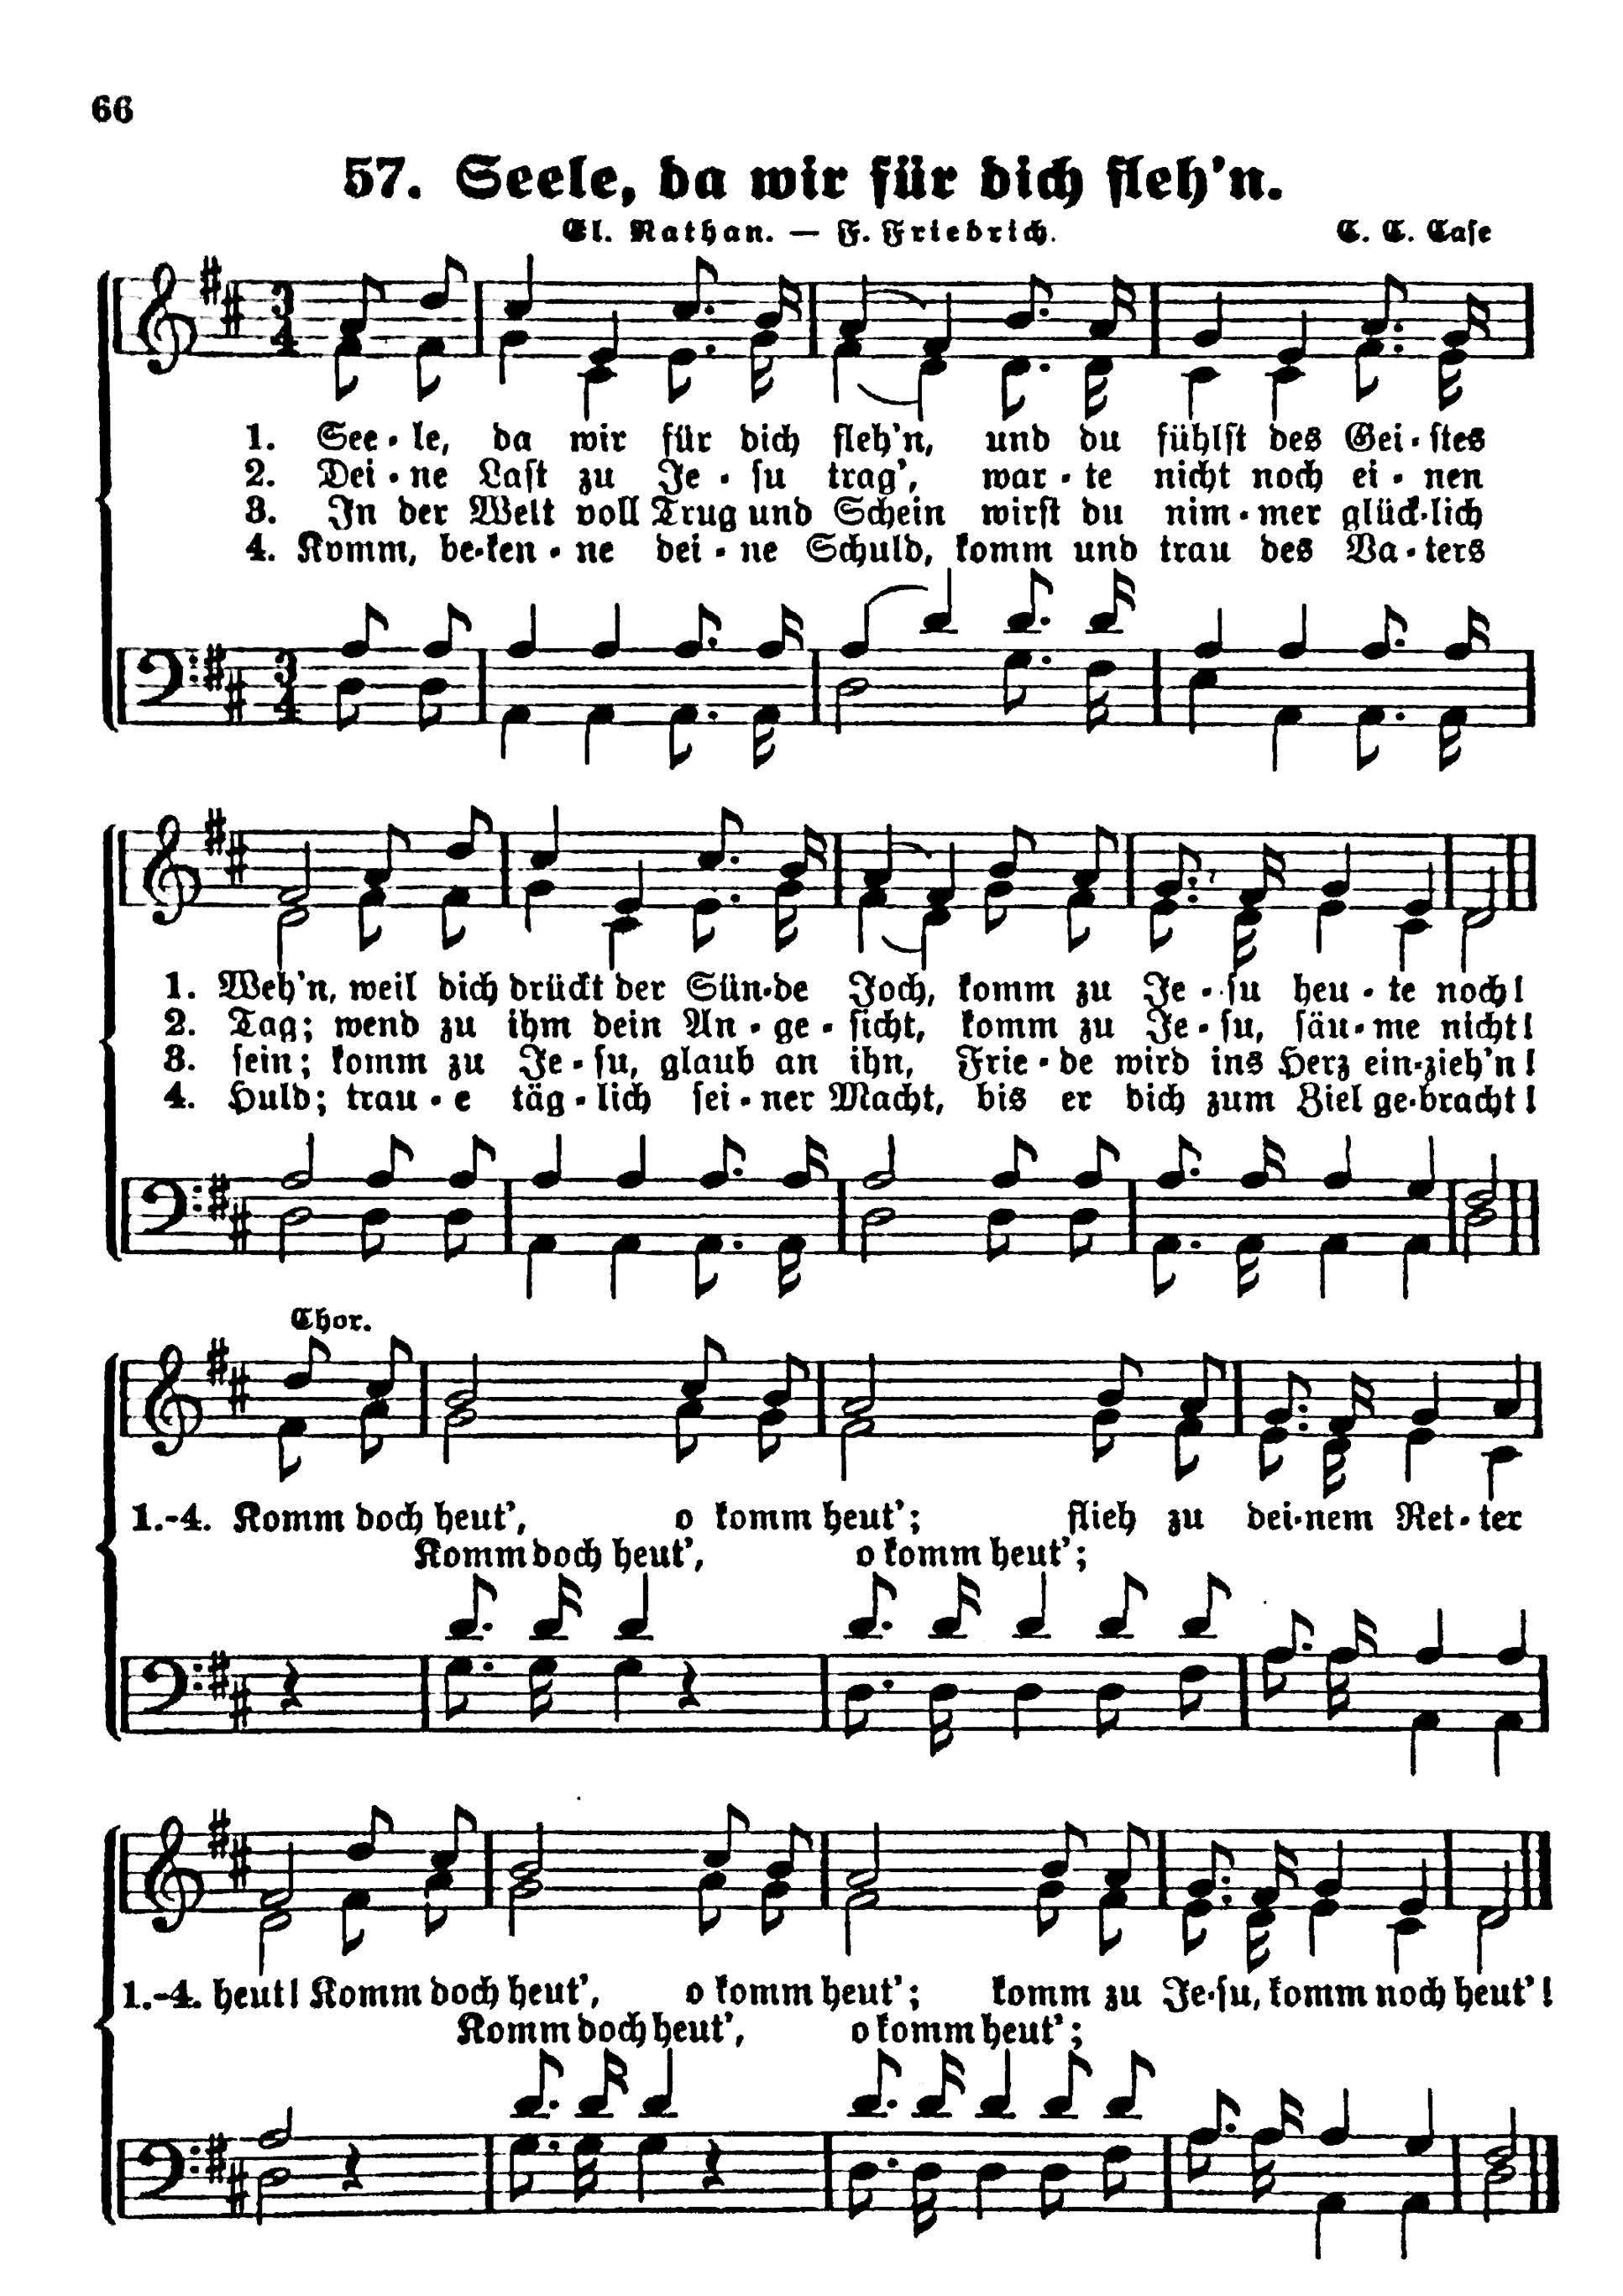 66
57. Seele, da wir für dich fleh'n.
El. Nathan. — F. Friedrich.
C. C. Case
1. See-le, da wir für dich fleh'n, und du fühlst des Gei-stes
2. Dei-ne Last zu Je-su trag', war-te nicht noch ei-nen
3. In der Welt voll Trug und Schein wirst du nim-mer glück-lich
4. Komm, be-ken-ne dei-ne Schuld, komm und trau des Va-ters
1. Weh'n, weil dich drückt der Sün-de Joch, komm zu Je-su heu-te noch!
2. Tag; wend zu ihm dein An-ge-sicht, komm zu Je-su, säu-me nicht!
3. sein; komm zu Je-su, glaub an ihn, Frie-de wird ins Herz ein-zieh'n!
4. Huld; trau-e täg-lich sei-ner Macht, bis er dich zum Ziel ge-bracht!
Chor.
1.-4. Komm doch heut', o komm heut'; flieh zu dei-nem Ret-ter
Komm doch heut', o komm heut';
1.-4. heut! Komm doch heut', o komm heut'; komm zu Je-su, komm noch heut'!
Komm doch heut', o komm heut';